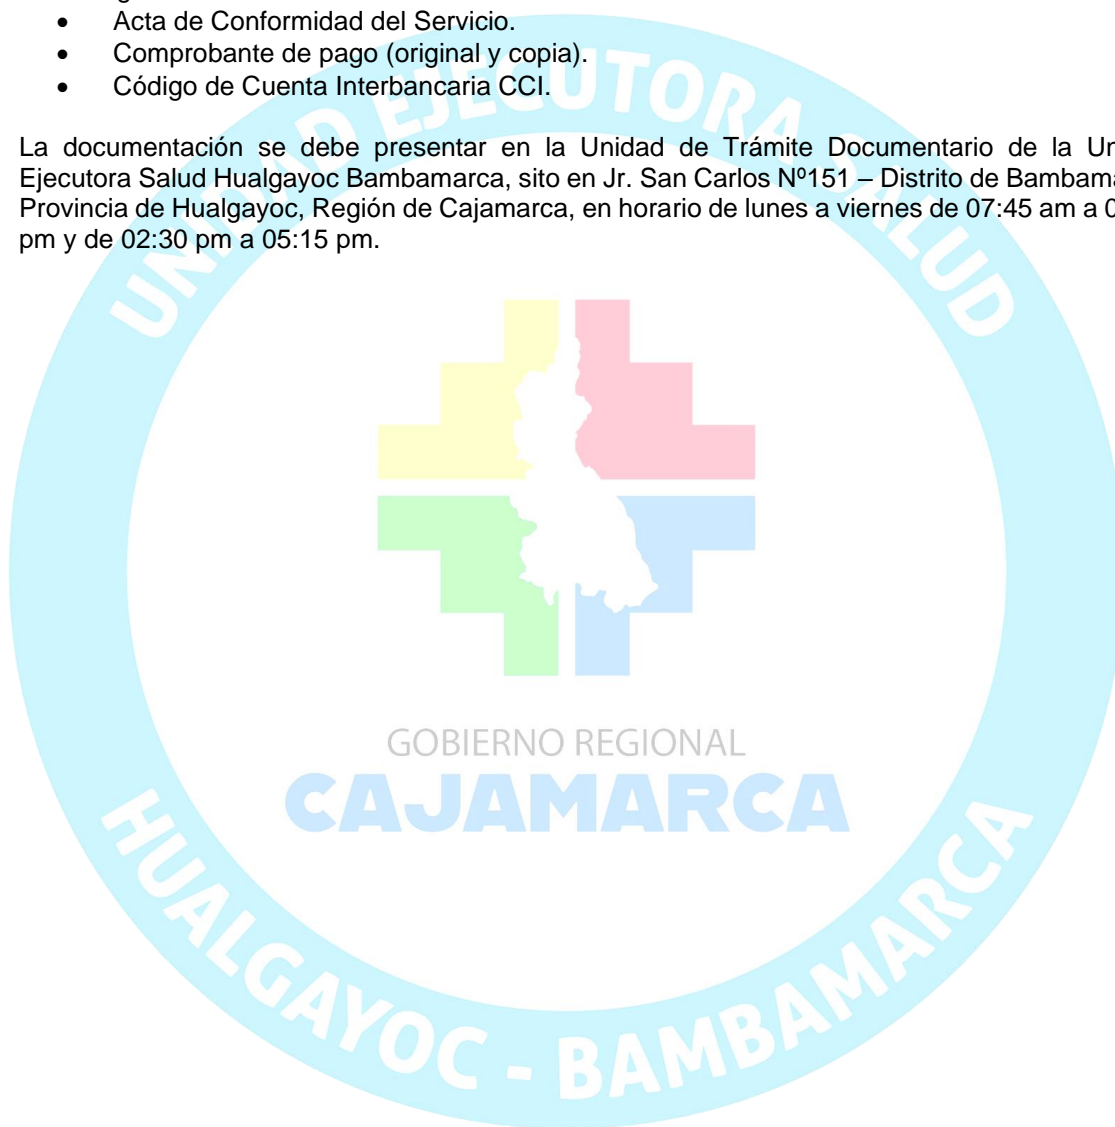 Acta de Conformidad del Servicio.
Comprobante de pago (original y copia).
Código de Cuenta Interbancaria CCI.
La documentación se debe presentar en la Unidad de Trámite Documentario de la Un
Ejecutora Salud Hualgayoc Bambamarca, sito en Jr. San Carlos Nº151 – Distrito de Bambama
Provincia de Hualgayoc, Región de Cajamarca, en horario de lunes a viernes de 07:45 am a 0
pm y de 02:30 pm a 05:15 pm.
UNIDAD EJECUTORA SALUD
GOBIERNO REGIONAL
CAJAMARCA
HUALGAYOC - BAMBAMARCA